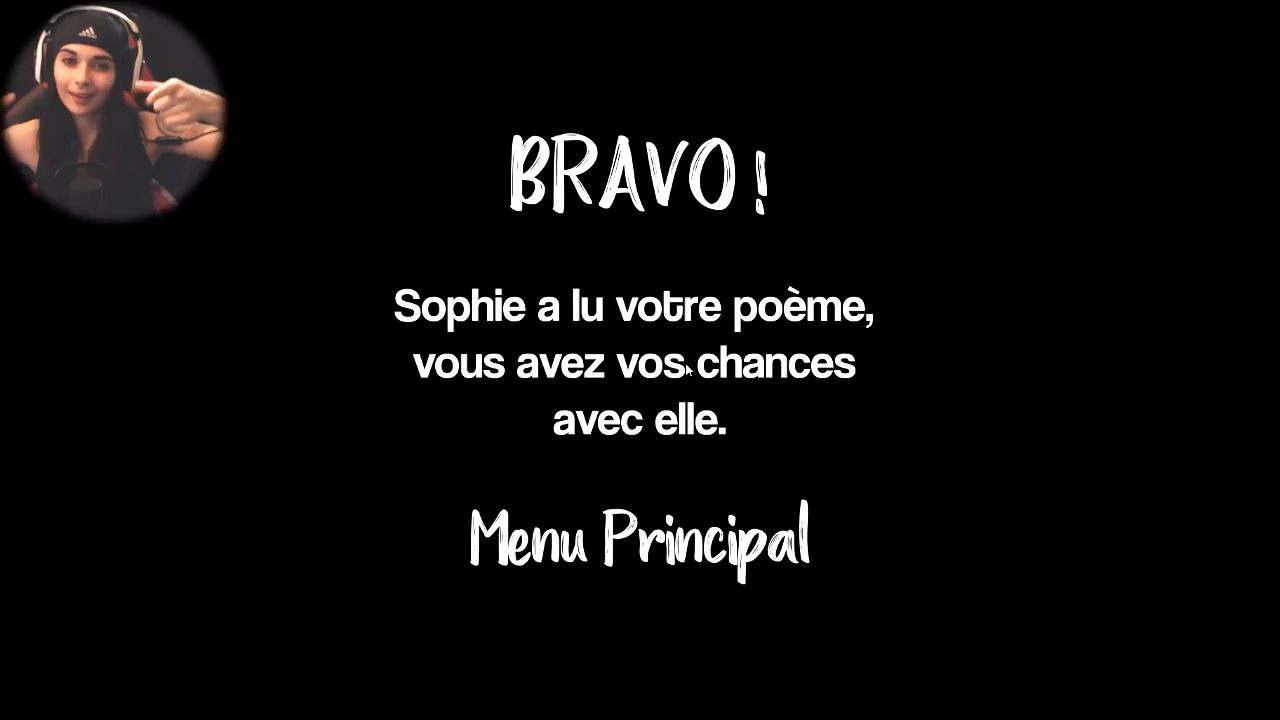 BRAVO !
Sophie a lu votre poème,
vous avez vos chances
avec elle.
Menu Principal